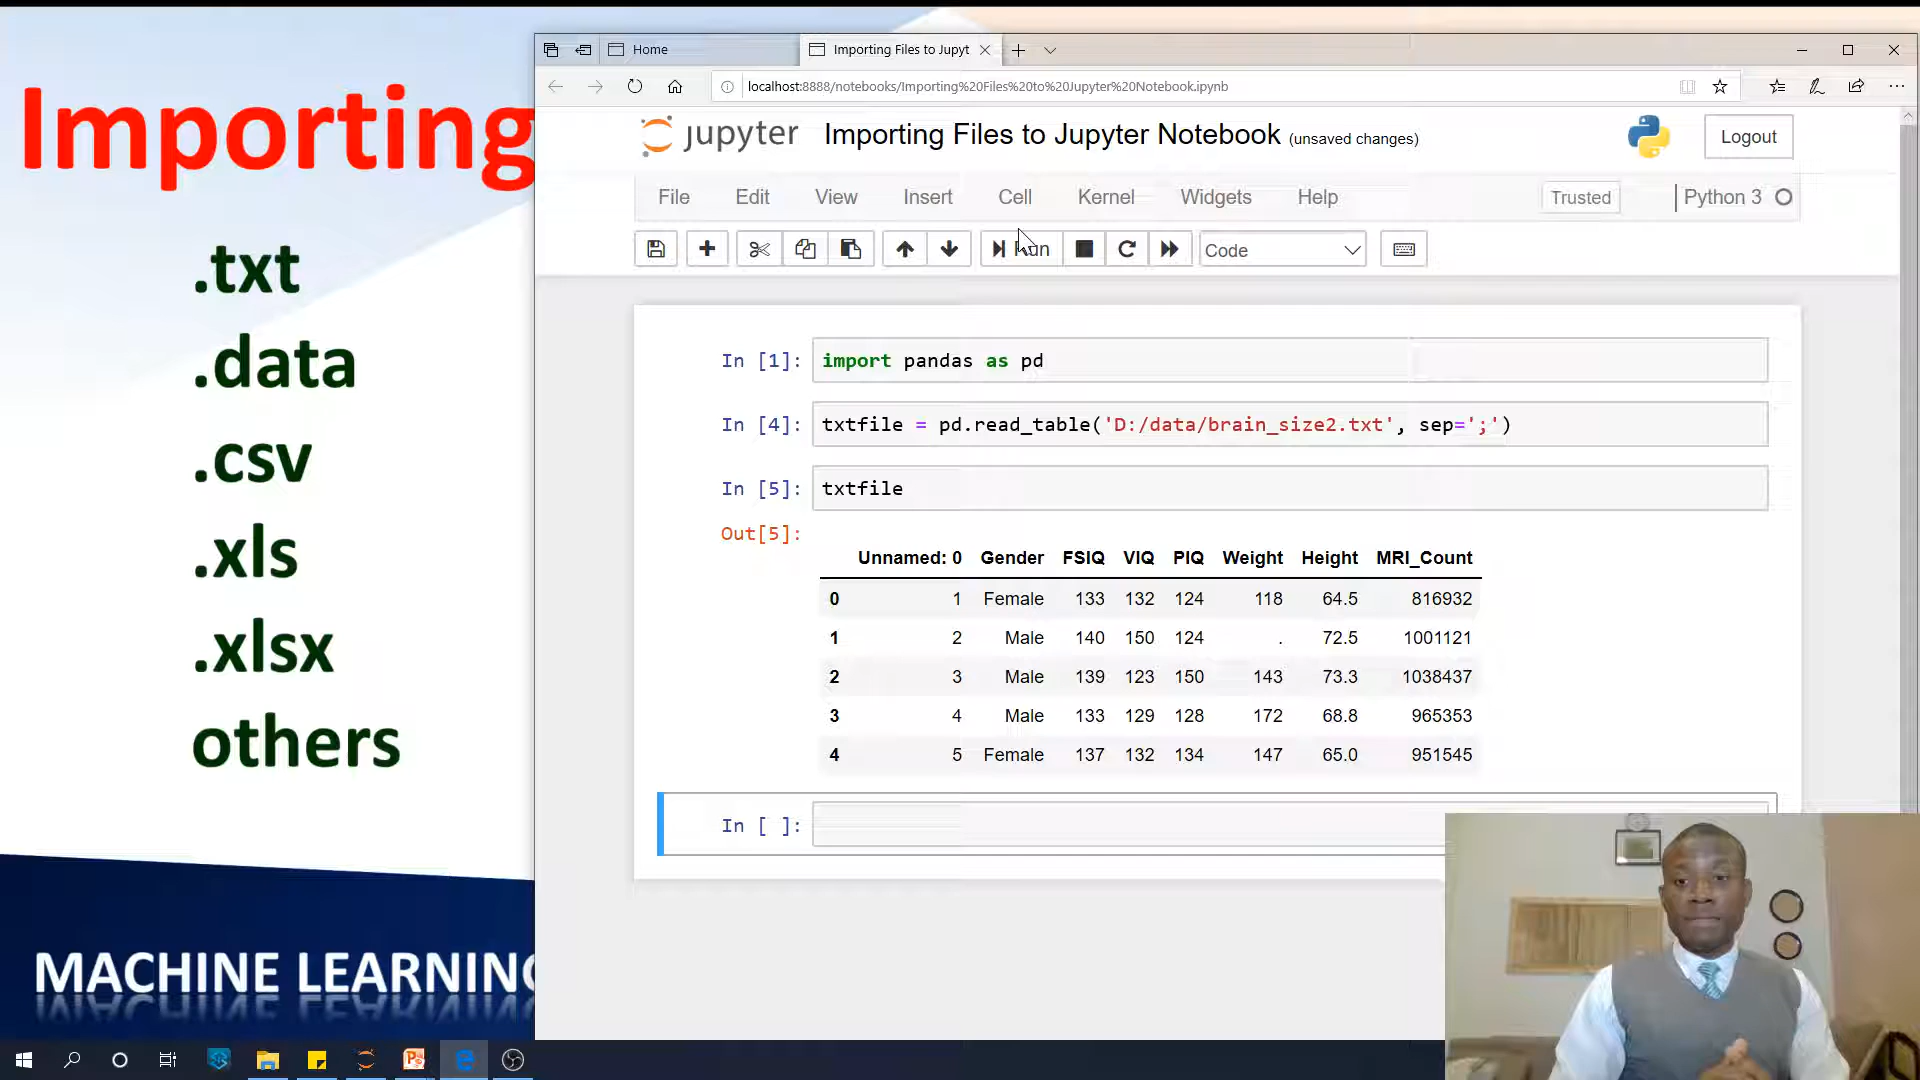 Importing
.txt
.data
.csv
.xls
.xlsx
others
MACHINE LEARNING
Home
Importing Files to Jupyt
localhost:8888/notebooks/Importing%20Files%20to%20Jupyter%20Notebook.ipynb
jupyter Importing Files to Jupyter Notebook (unsaved changes)
Logout
File Edit View Insert Cell Kernel Widgets Help
Trusted
Python 3
Run
Code
In [1]: import pandas as pd
In [4]: txtfile = pd.read_table('D:/data/brain_size2.txt', sep=';')
In [5]: txtfile
Out[5]:
Unnamed: 0 Gender FSIQ VIQ PIQ Weight Height MRI_Count
0 1 Female 133 132 124 118 64.5 816932
1 2 Male 140 150 124 . 72.5 1001121
2 3 Male 139 123 150 143 73.3 1038437
3 4 Male 133 129 128 172 68.8 965353
4 5 Female 137 132 134 147 65.0 951545
In [ ]: